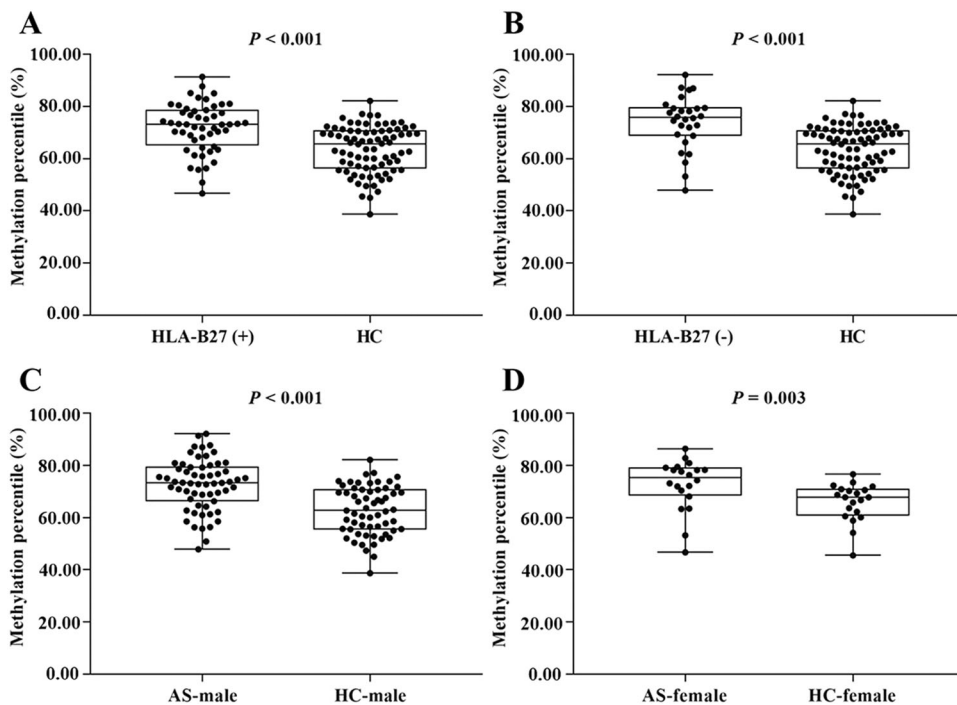 A
P < 0.001
Methylation percentile (%)
100.00
80.00
60.00
40.00
20.00
0.00
HLA-B27 (+)
HC
B
P < 0.001
Methylation percentile (%)
100.00
80.00
60.00
40.00
20.00
0.00
HLA-B27 (-)
HC
C
P < 0.001
Methylation percentile (%)
100.00
80.00
60.00
40.00
20.00
0.00
AS-male
HC-male
D
P = 0.003
Methylation percentile (%)
100.00
80.00
60.00
40.00
20.00
0.00
AS-female
HC-female